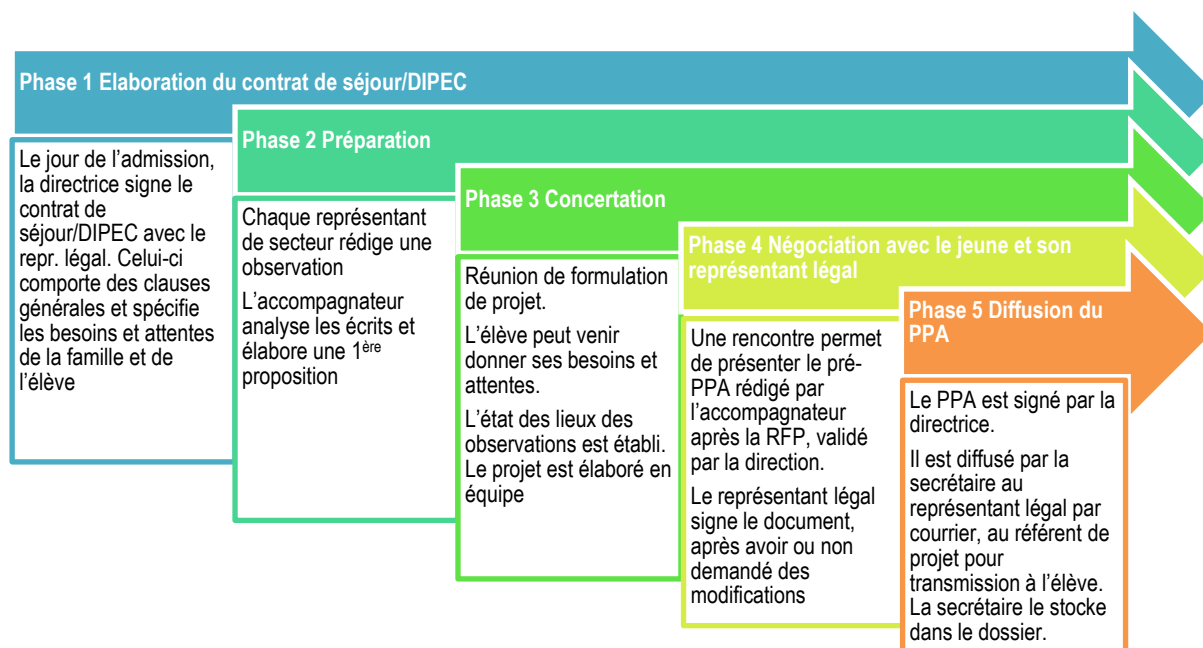 Phase 1 Elaboration du contrat de séjour/DIPEC
Le jour de l’admission,
la directrice signe le
contrat de
séjour/DIPEC avec le
repr. légal. Celui-ci
comporte des clauses
générales et spécifie
les besoins et attentes
de la famille et de
l’élève
Phase 2 Préparation
Chaque représentant
de secteur rédige une
observation
L’accompagnateur
analyse les écrits et
élabore une 1ère
proposition
Phase 3 Concertation
Réunion de formulation
de projet.
L’élève peut venir
donner ses besoins et
attentes.
L’état des lieux des
observations est établi.
Le projet est élaboré en
équipe
Phase 4 Négociation avec le jeune et son
représentant légal
Une rencontre permet
de présenter le pré-
PPA rédigé par
l’accompagnateur
après la RFP, validé
par la direction.
Le représentant légal
signe le document,
après avoir ou non
demandé des
modifications
Phase 5 Diffusion du
PPA
Le PPA est signé par la
directrice.
Il est diffusé par la
secrétaire au
représentant légal par
courrier, au référent de
projet pour
transmission à l’élève.
La secrétaire le stocke
dans le dossier.